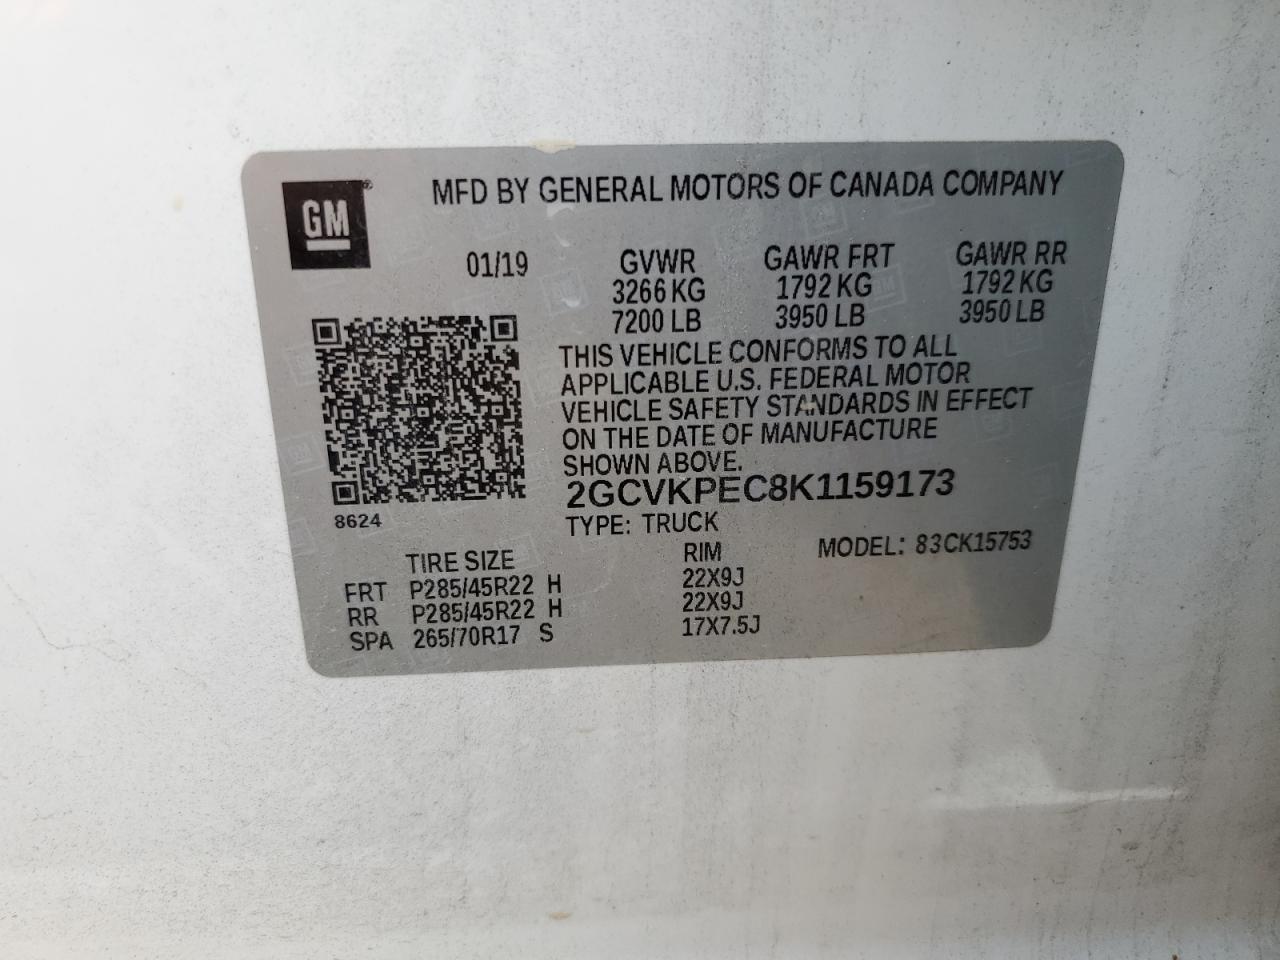 GM
MFD BY GENERAL MOTORS OF CANADA COMPANY
01/19
GVWR GAWR FRT GAWR RR
3266 KG 1792 KG 1792 KG
7200 LB 3950 LB 3950 LB
THIS VEHICLE CONFORMS TO ALL
APPLICABLE U.S. FEDERAL MOTOR
VEHICLE SAFETY STANDARDS IN EFFECT
ON THE DATE OF MANUFACTURE
SHOWN ABOVE.
2GCVKPEC8K1159173
8624
TYPE: TRUCK MODEL: 83CK15753
TIRE SIZE RIM
FRT P285/45R22 H 22X9J
RR P285/45R22 H 22X9J
SPA 265/70R17 S 17X7.5J